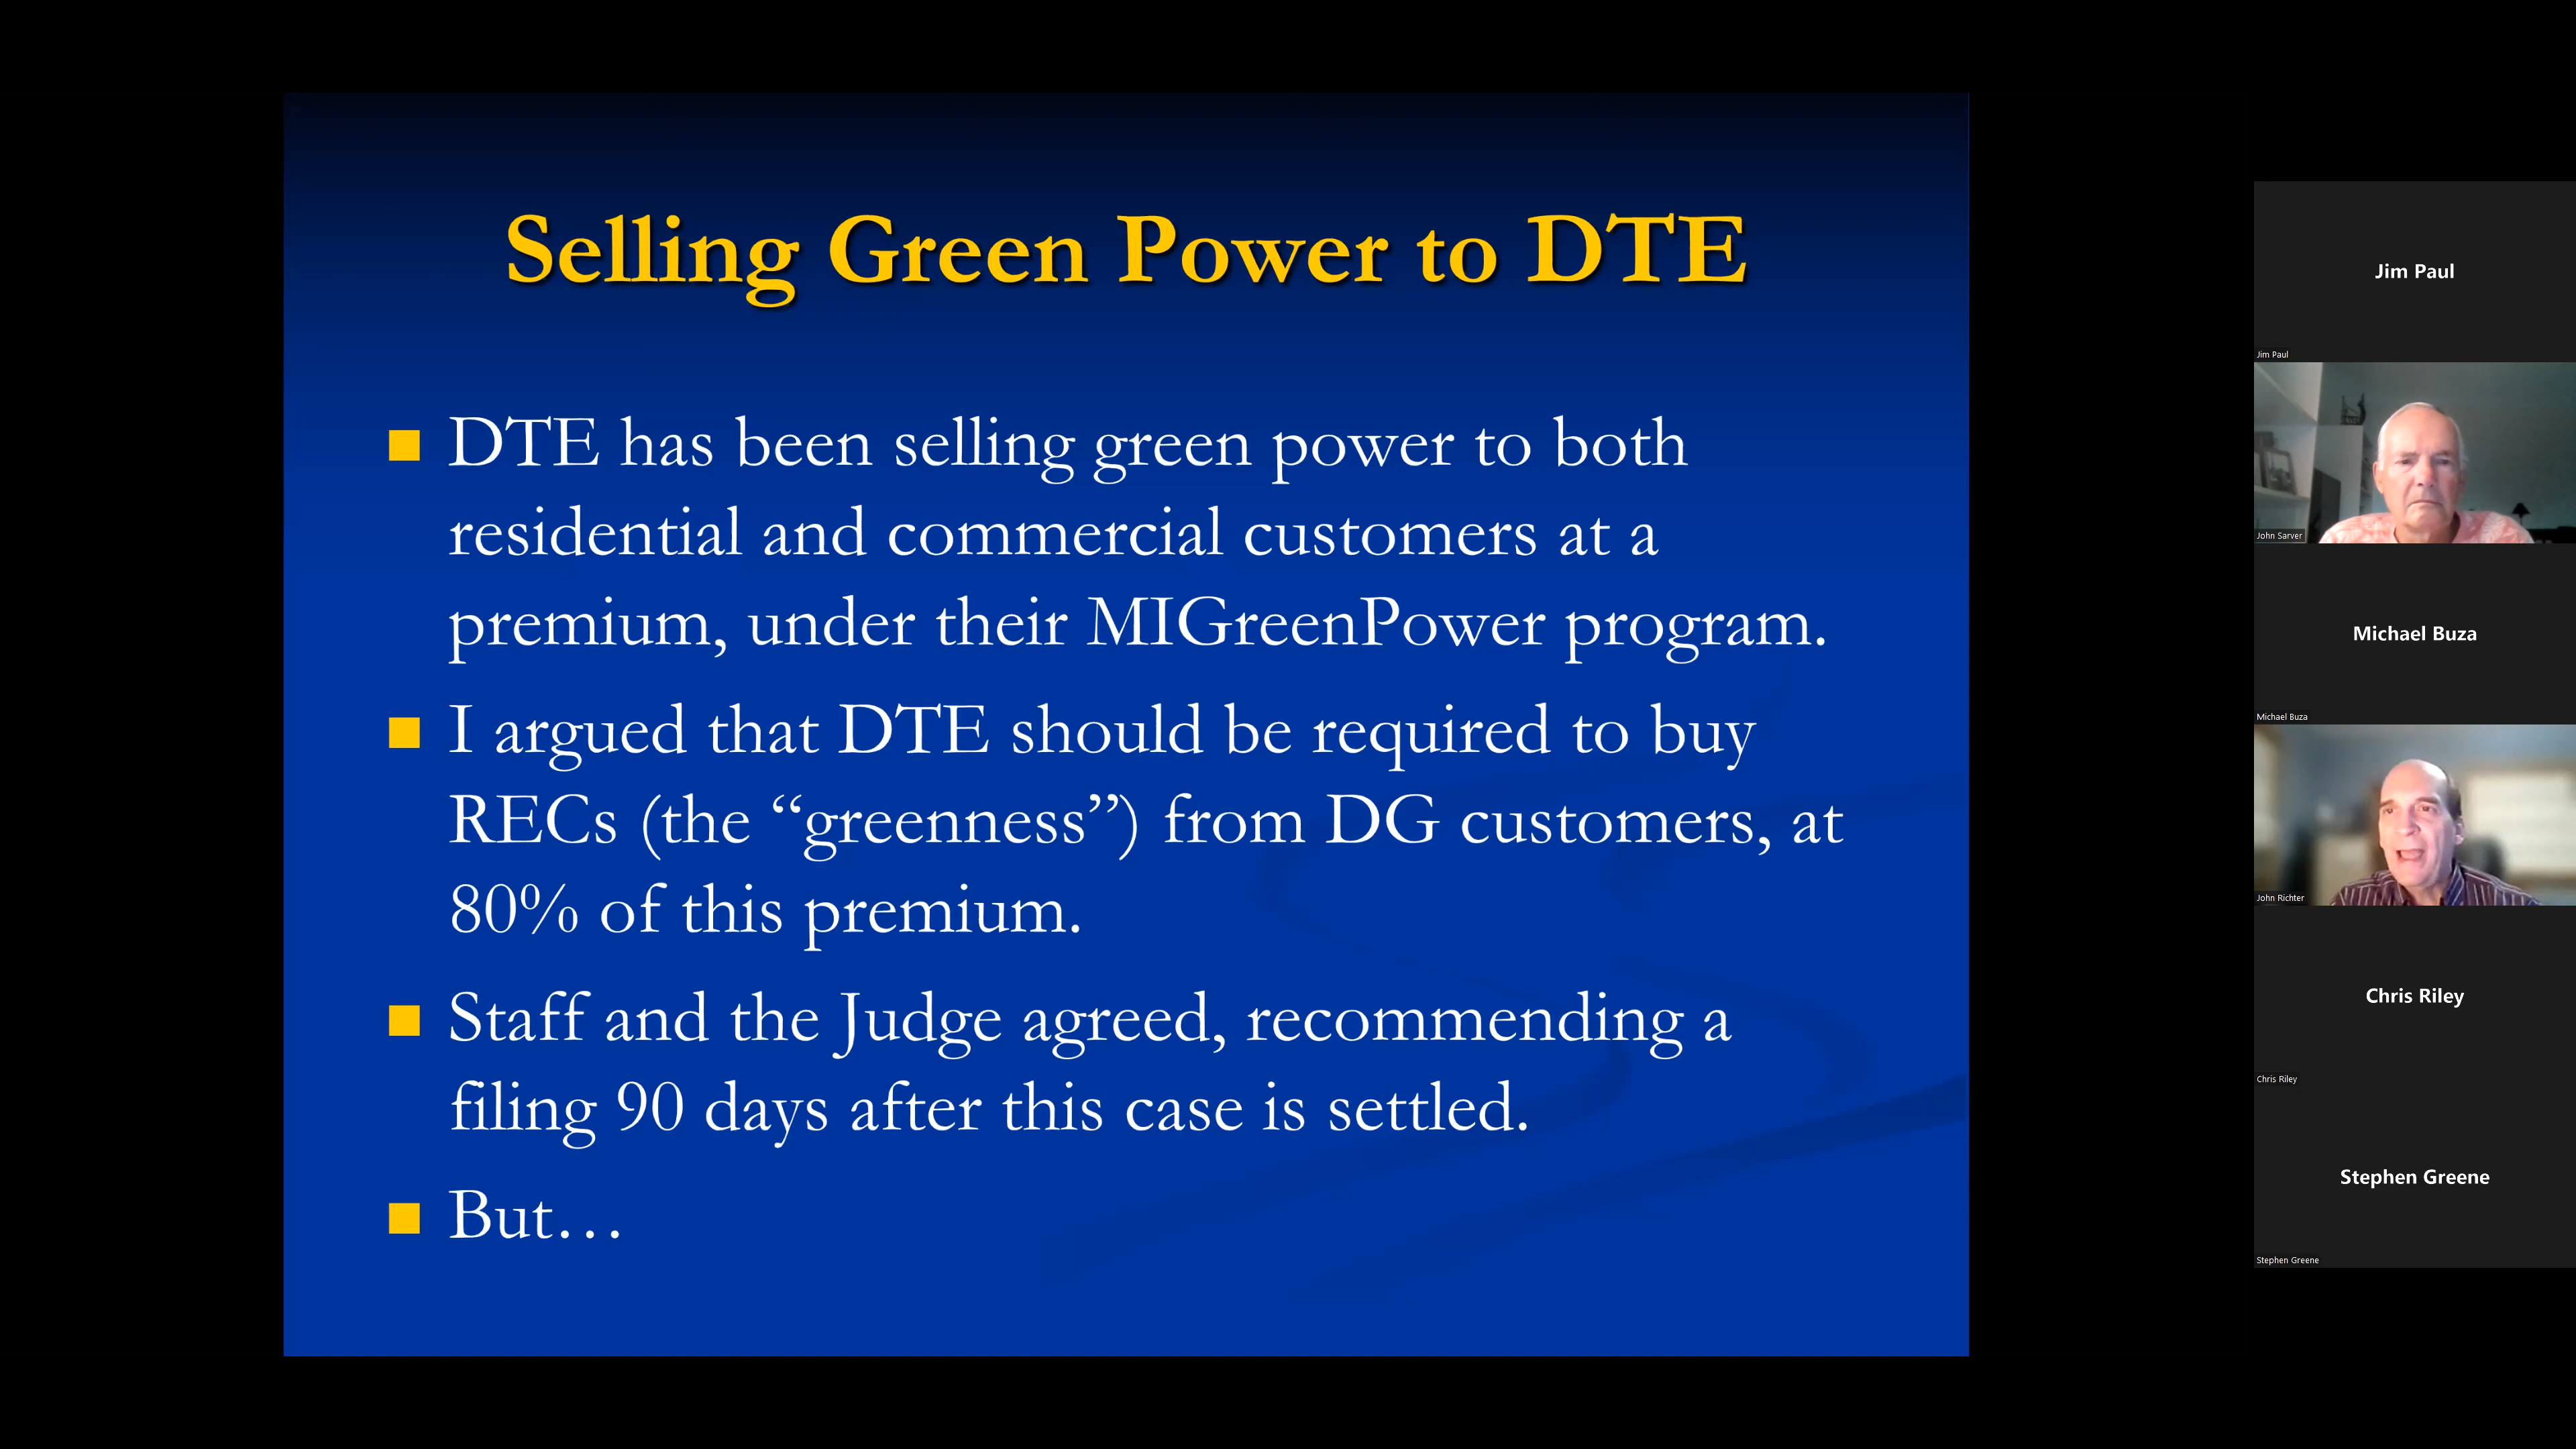 Selling Green Power to DTE
DTE has been selling green power to both
residential and commercial customers at a
premium, under their MIGreenPower program.
I argued that DTE should be required to buy
RECs (the “greenness”) from DG customers, at
80% of this premium.
Staff and the Judge agreed, recommending a
filing 90 days after this case is settled.
But…
Jim Paul
Jim Paul
John Sarver
Michael Buza
Michael Buza
John Richter
Chris Riley
Chris Riley
Stephen Greene
Stephen Greene